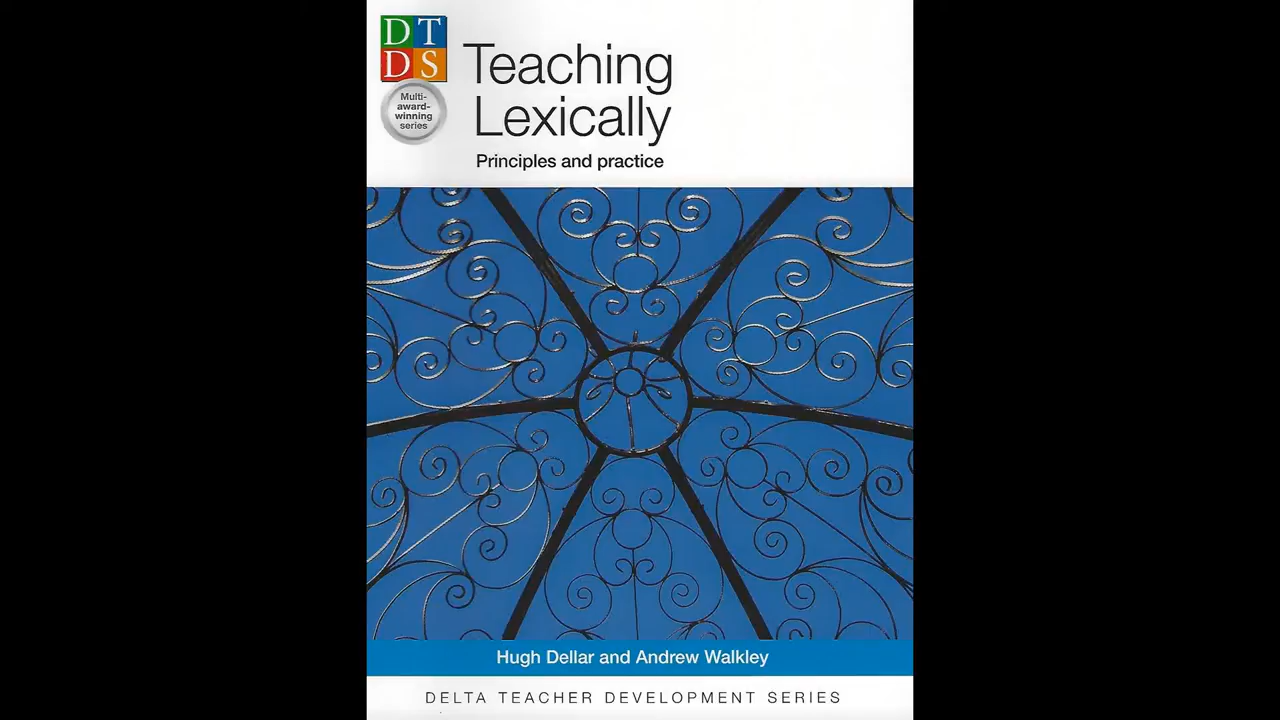 DT
DS
Multi-
award-
winning
series
Teaching
Lexically
Principles and practice
Hugh Dellar and Andrew Walkley
DELTA TEACHER DEVELOPMENT SERIES